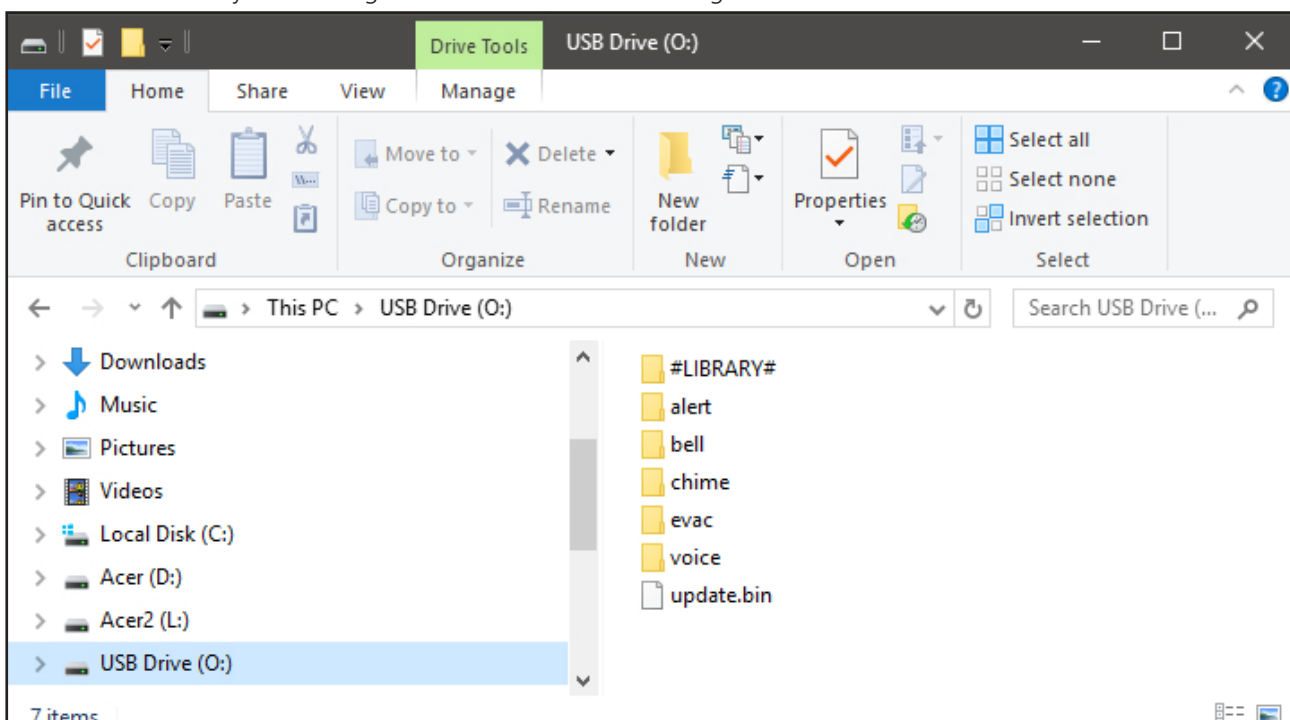 Drive Tools USB Drive (O:)
File Home Share View Manage
Pin to Quick access
Copy
Paste
Clipboard
Move to
Copy to
Delete
Rename
Organize
New folder
New
Properties
Open
Select all
Select none
Invert selection
Select
This PC > USB Drive (O:)
Search USB Drive (...
Downloads
Music
Pictures
Videos
Local Disk (C:)
Acer (D:)
Acer2 (L:)
USB Drive (O:)
#LIBRARY#
alert
bell
chime
evac
voice
update.bin
7 items